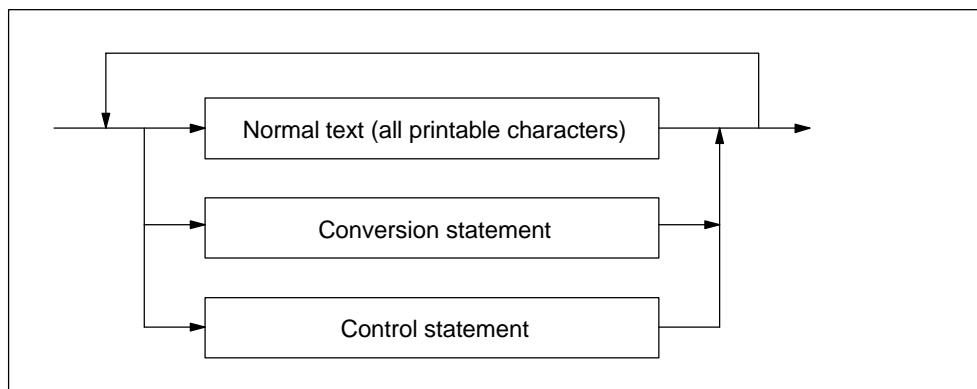 Normal text (all printable characters)
Conversion statement
Control statement